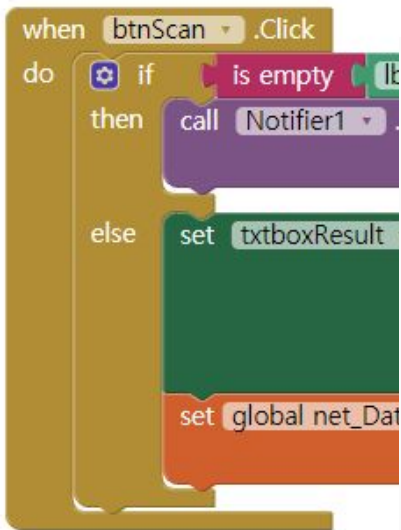 when btnScan .Click
do if is empty lb
then call Notifier1 .
else set txtboxResult
set global net_Dat